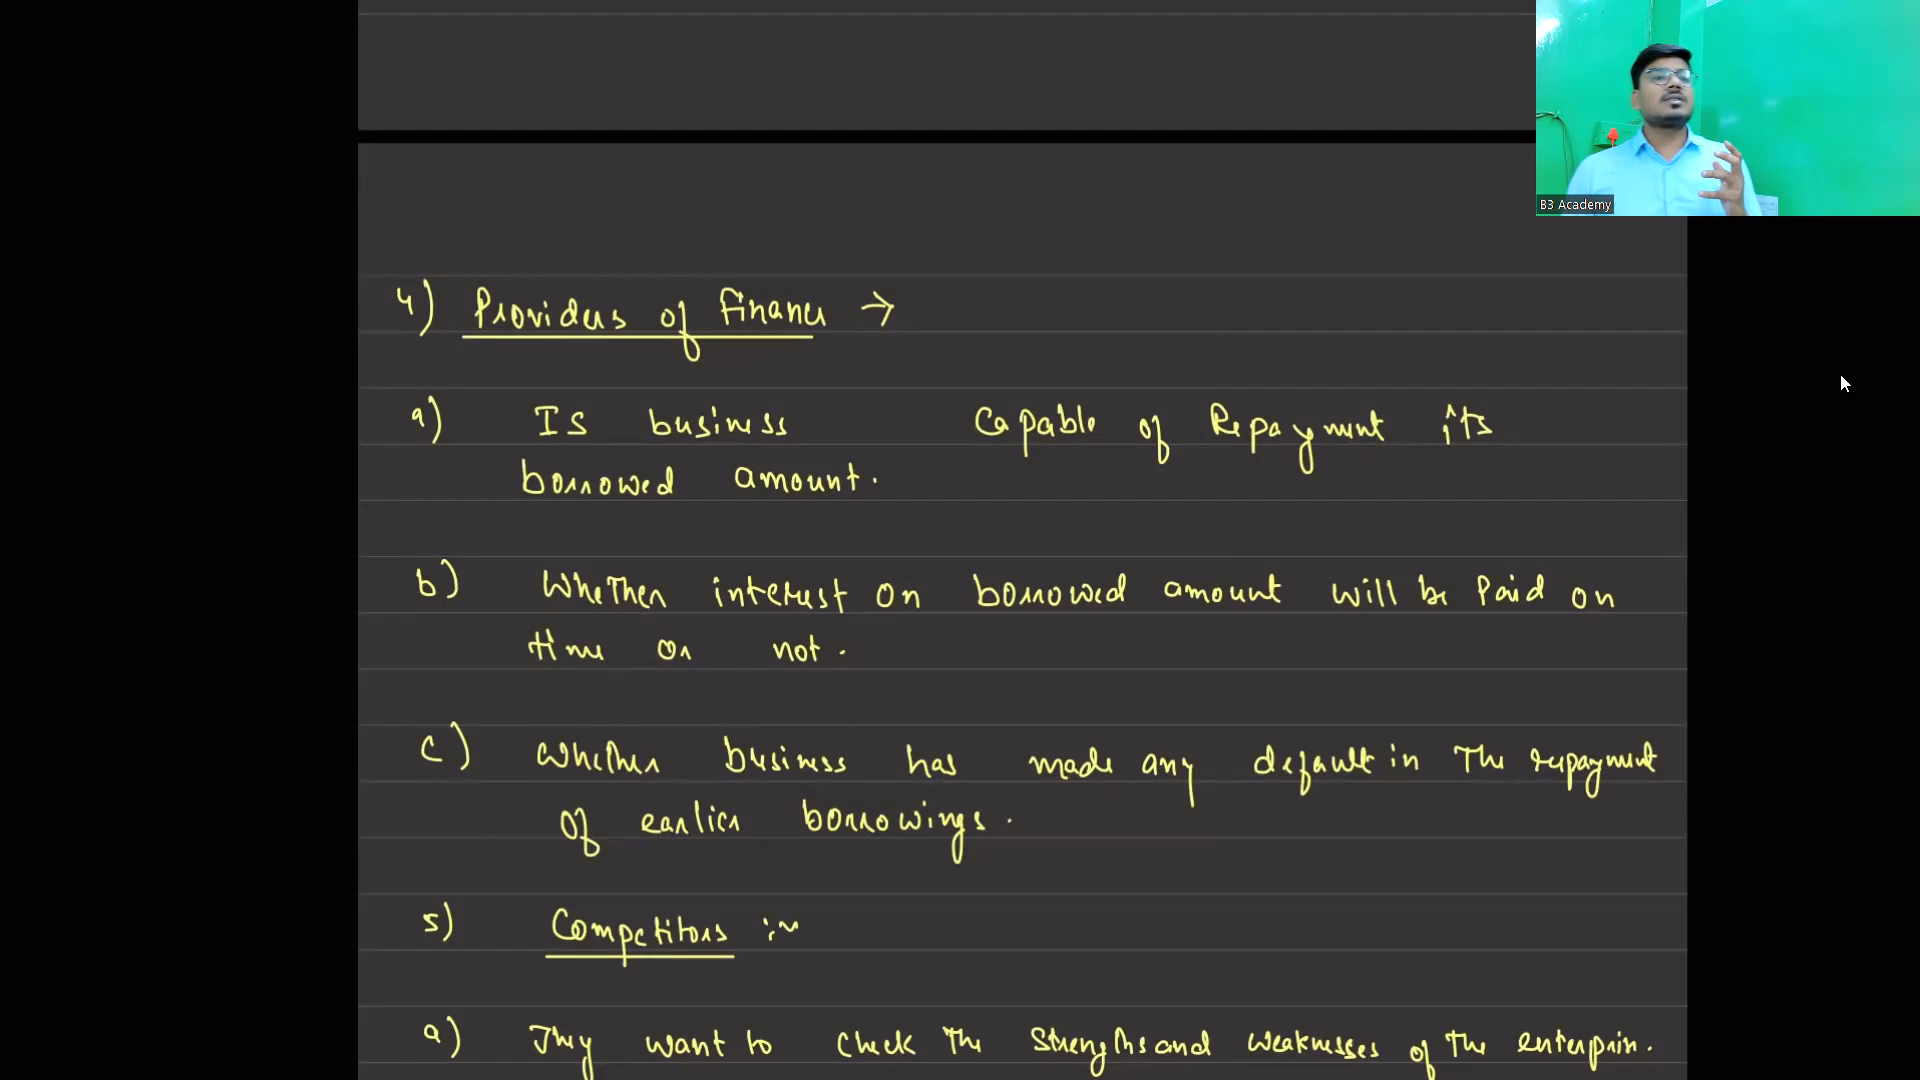 B3 Academy
4) Providers of finance →
a) Is business Capable of Repayment its
borrowed amount.
b) Whether interest on borrowed amount will be Paid on
time or not.
c) Whether business has made any default in The repayment
of earlier borrowings.
5) Competitors :~
a) They want to check The Strengths and weaknesses of The enterprise.